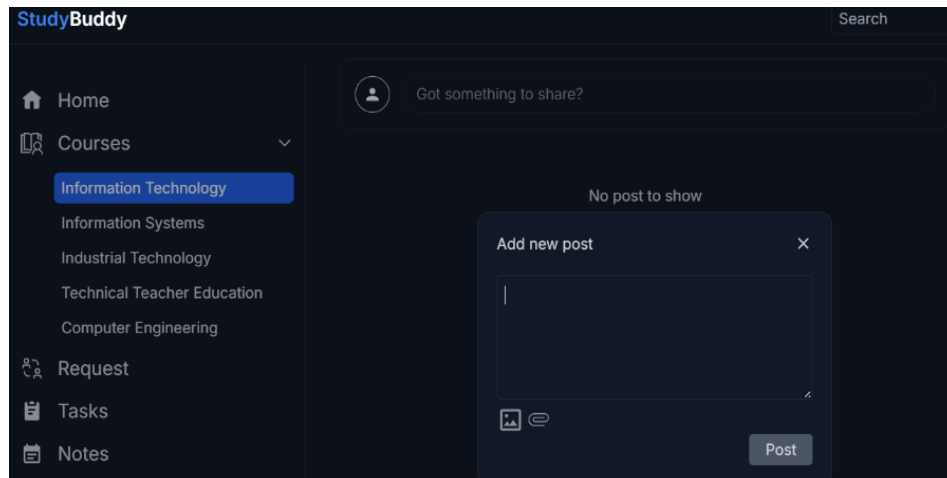 StudyBuddy
Search
Home
Courses
Information Technology
Information Systems
Industrial Technology
Technical Teacher Education
Computer Engineering
Request
Tasks
Notes
Got something to share?
No post to show
Add new post
Post